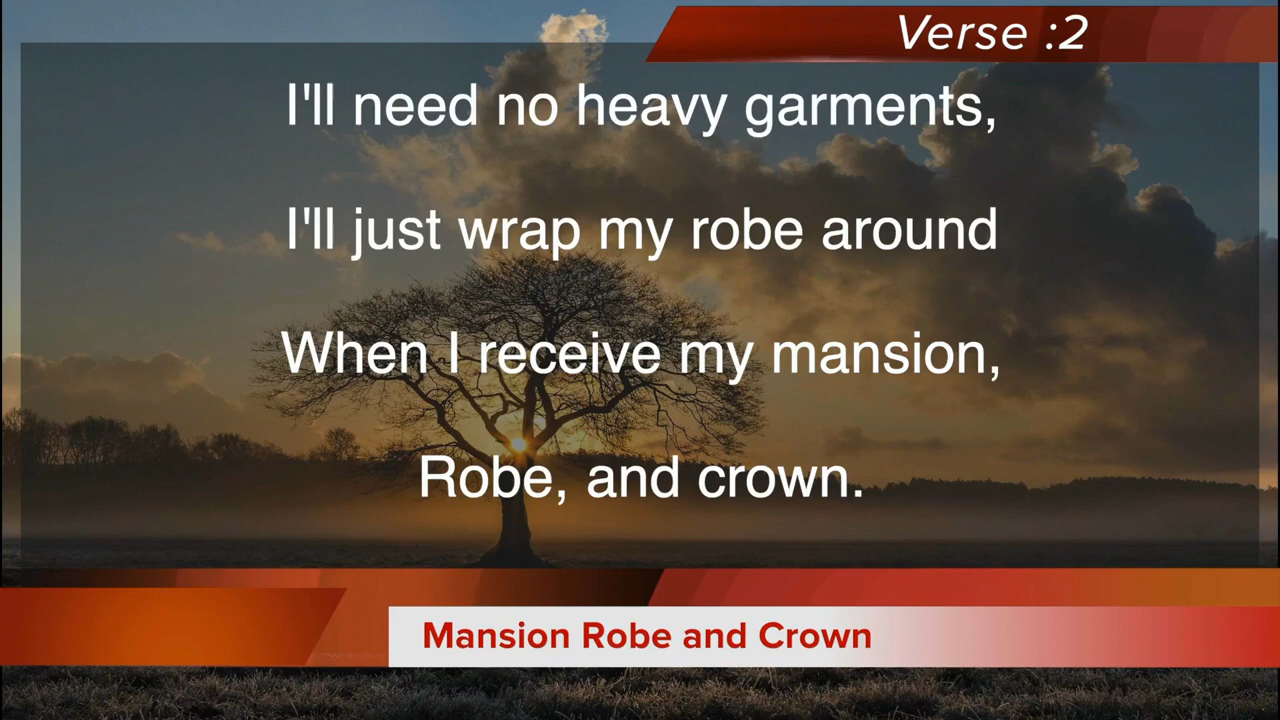 Verse :2
I'll need no heavy garments,
I'll just wrap my robe around
When I receive my mansion,
Robe, and crown.
Mansion Robe and Crown